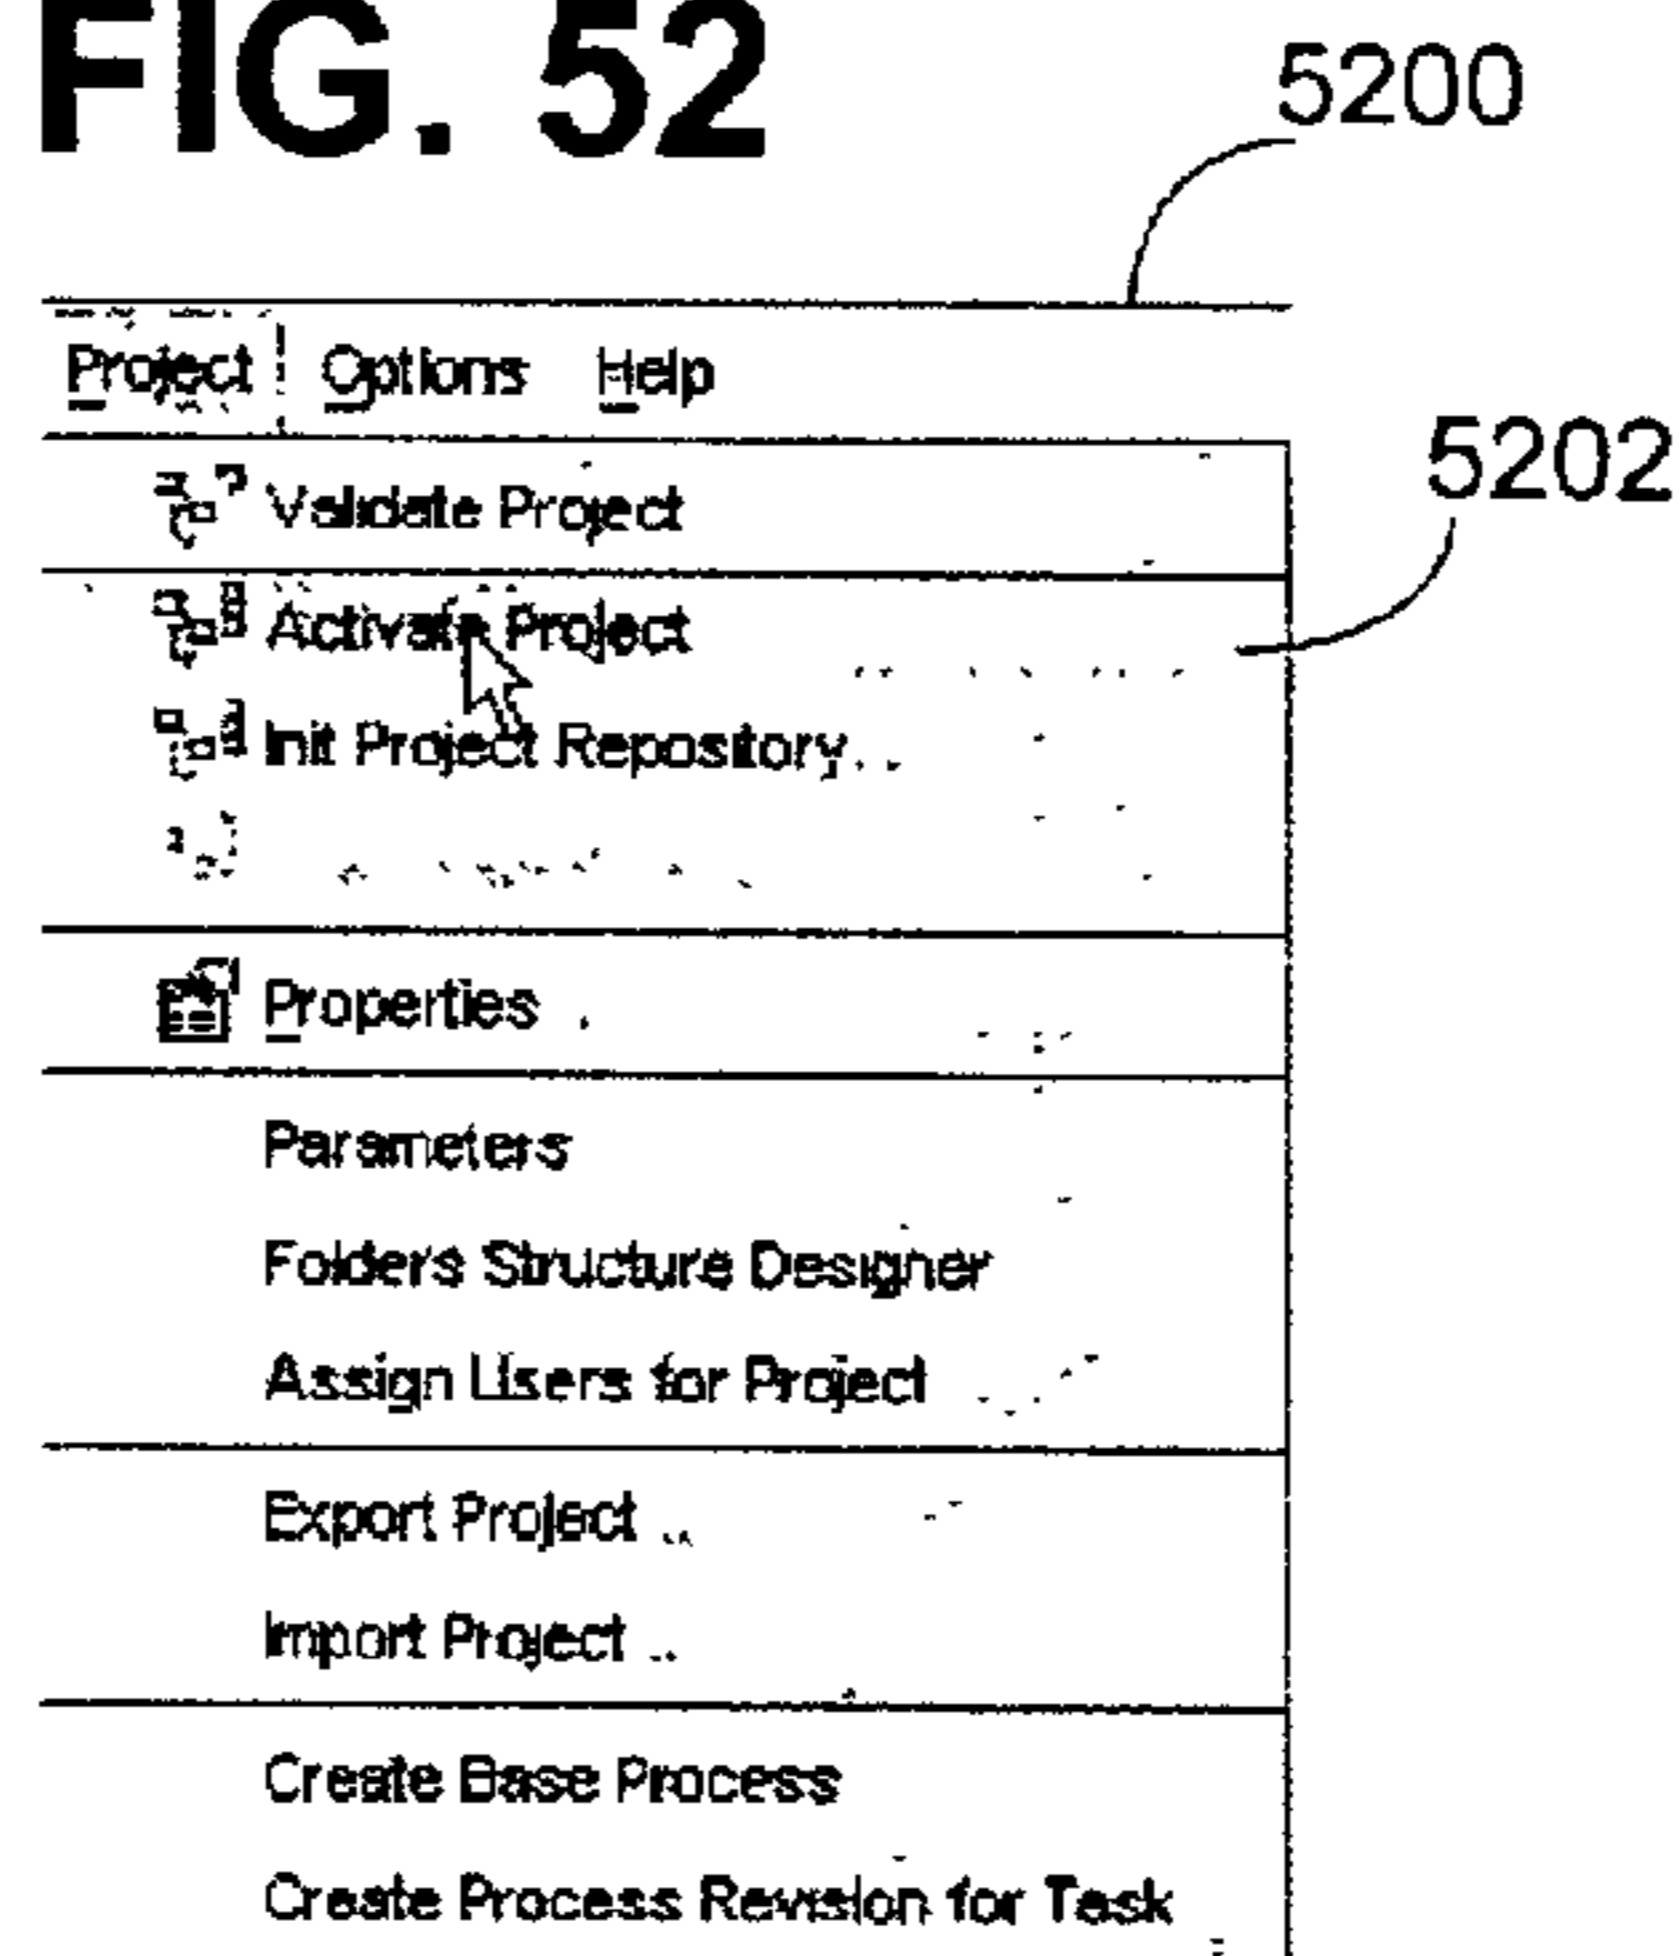 FIG. 52
5200
Project Options Help
5202
Validate Project
Activate Project
Init Project Repository..
Properties .
Parameters
Folders Structure Designer
Assign Users for Project
Export Project ..
Import Project ..
Create Base Process
Create Process Revision for Task